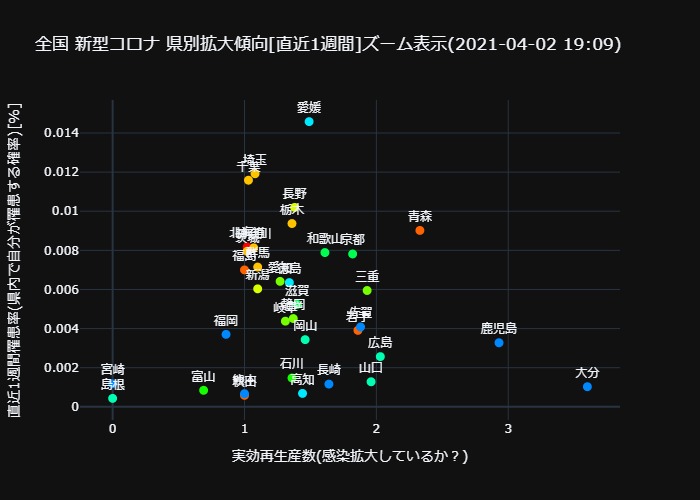 全国 新型コロナ 県別拡大傾向[直近1週間]ズーム表示(2021-04-02 19:09)
愛媛
0.014
埼玉
千葉
0.012
長野
栃木
0.01
青森
和歌山
京都
0.008
福島
群馬
新潟
三重
0.006
滋賀
静岡
岐阜
福岡
岩手
0.004
岡山
鹿児島
広島
0.002
宮崎
島根
富山
石川
高知
長崎
山口
大分
0
0
1
2
3
直近1週間罹患率(県内で自分が罹患する確率)[%]
実効再生産数(感染拡大しているか？)